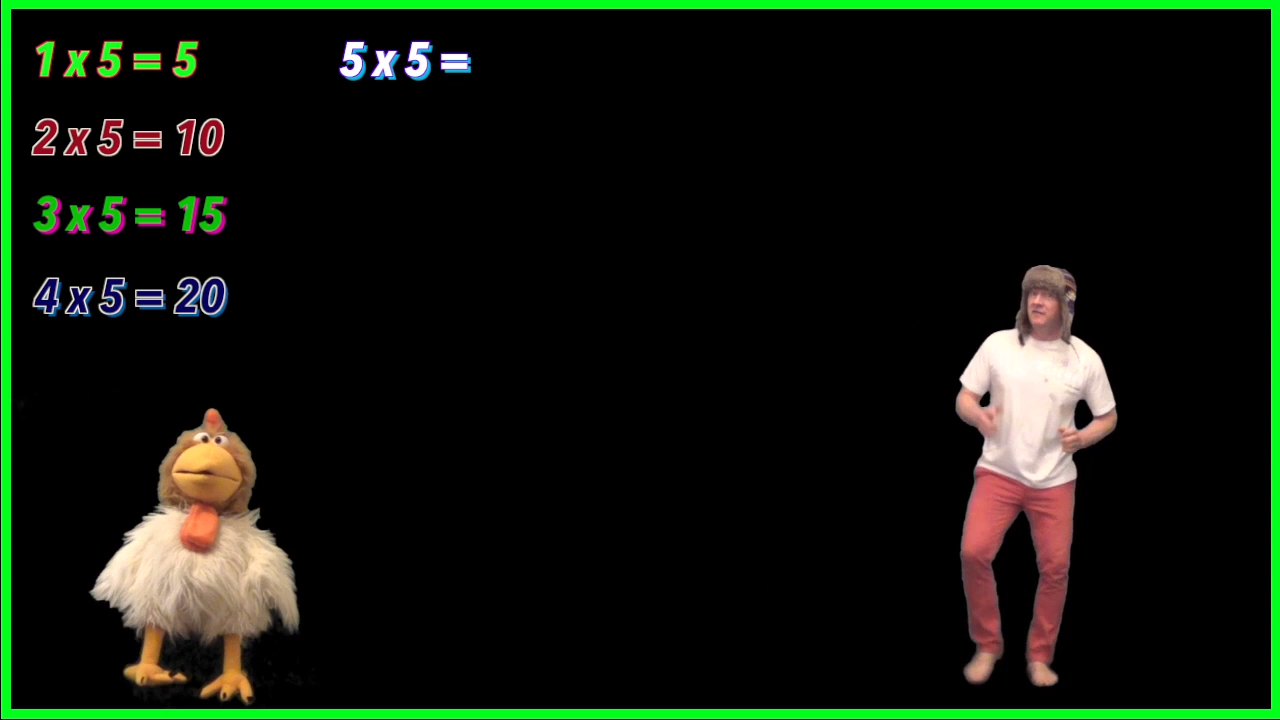 1 x 5 = 5
2 x 5 = 10
3 x 5 = 15
4 x 5 = 20
5 x 5 =